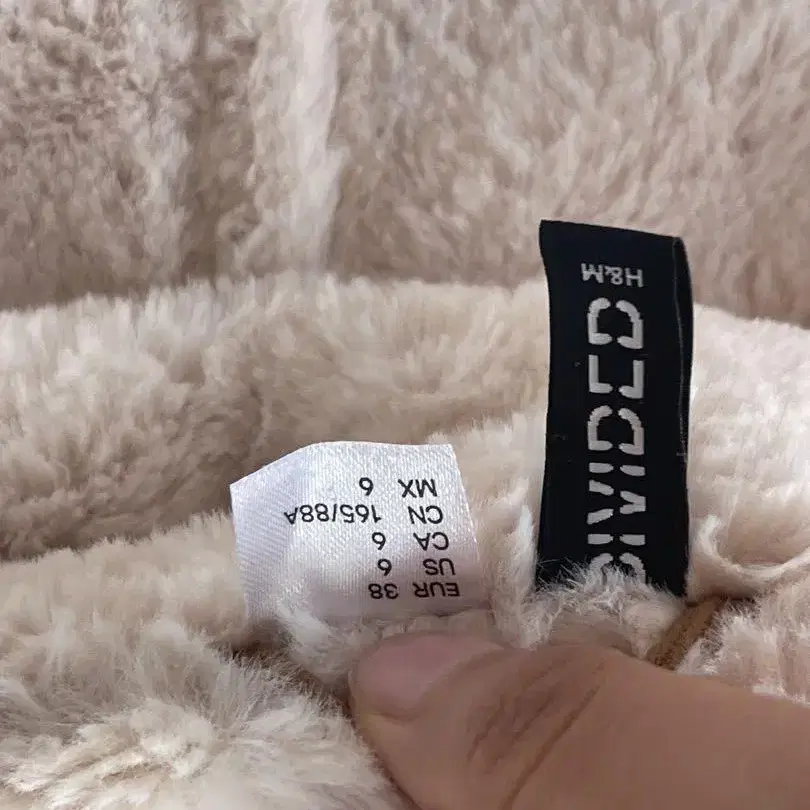 EUR 38
US 6
CA 6
CN 165/88A
MX 6
DIVIDED
H&M